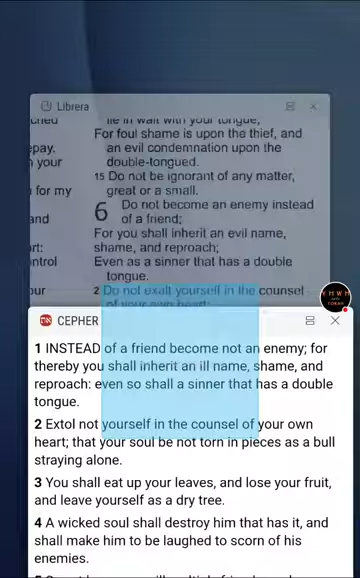 Librera
lie in wait with your tongue;
For foul shame is upon the thief, and
an evil condemnation upon the
epay.
double-tongued.
your
15 Do not be ignorant of any matter,
for my
great or a small.
6 Do not become an enemy instead
and
of a friend;
For you shall inherit an evil name,
shame, and reproach;
Even as a sinner that has a double
ntrol
tongue.
2 Do not exalt yourself in the counsel
of your own heart;
YHWH
TORAH
CEPHER
1 INSTEAD of a friend become not an enemy; for
thereby you shall inherit an ill name, shame, and
reproach: even so shall a sinner that has a double
tongue.
2 Extol not yourself in the counsel of your own
heart; that your soul be not torn in pieces as a bull
straying alone.
3 You shall eat up your leaves, and lose your fruit,
and leave yourself as a dry tree.
4 A wicked soul shall destroy him that has it, and
shall make him to be laughed to scorn of his
enemies.